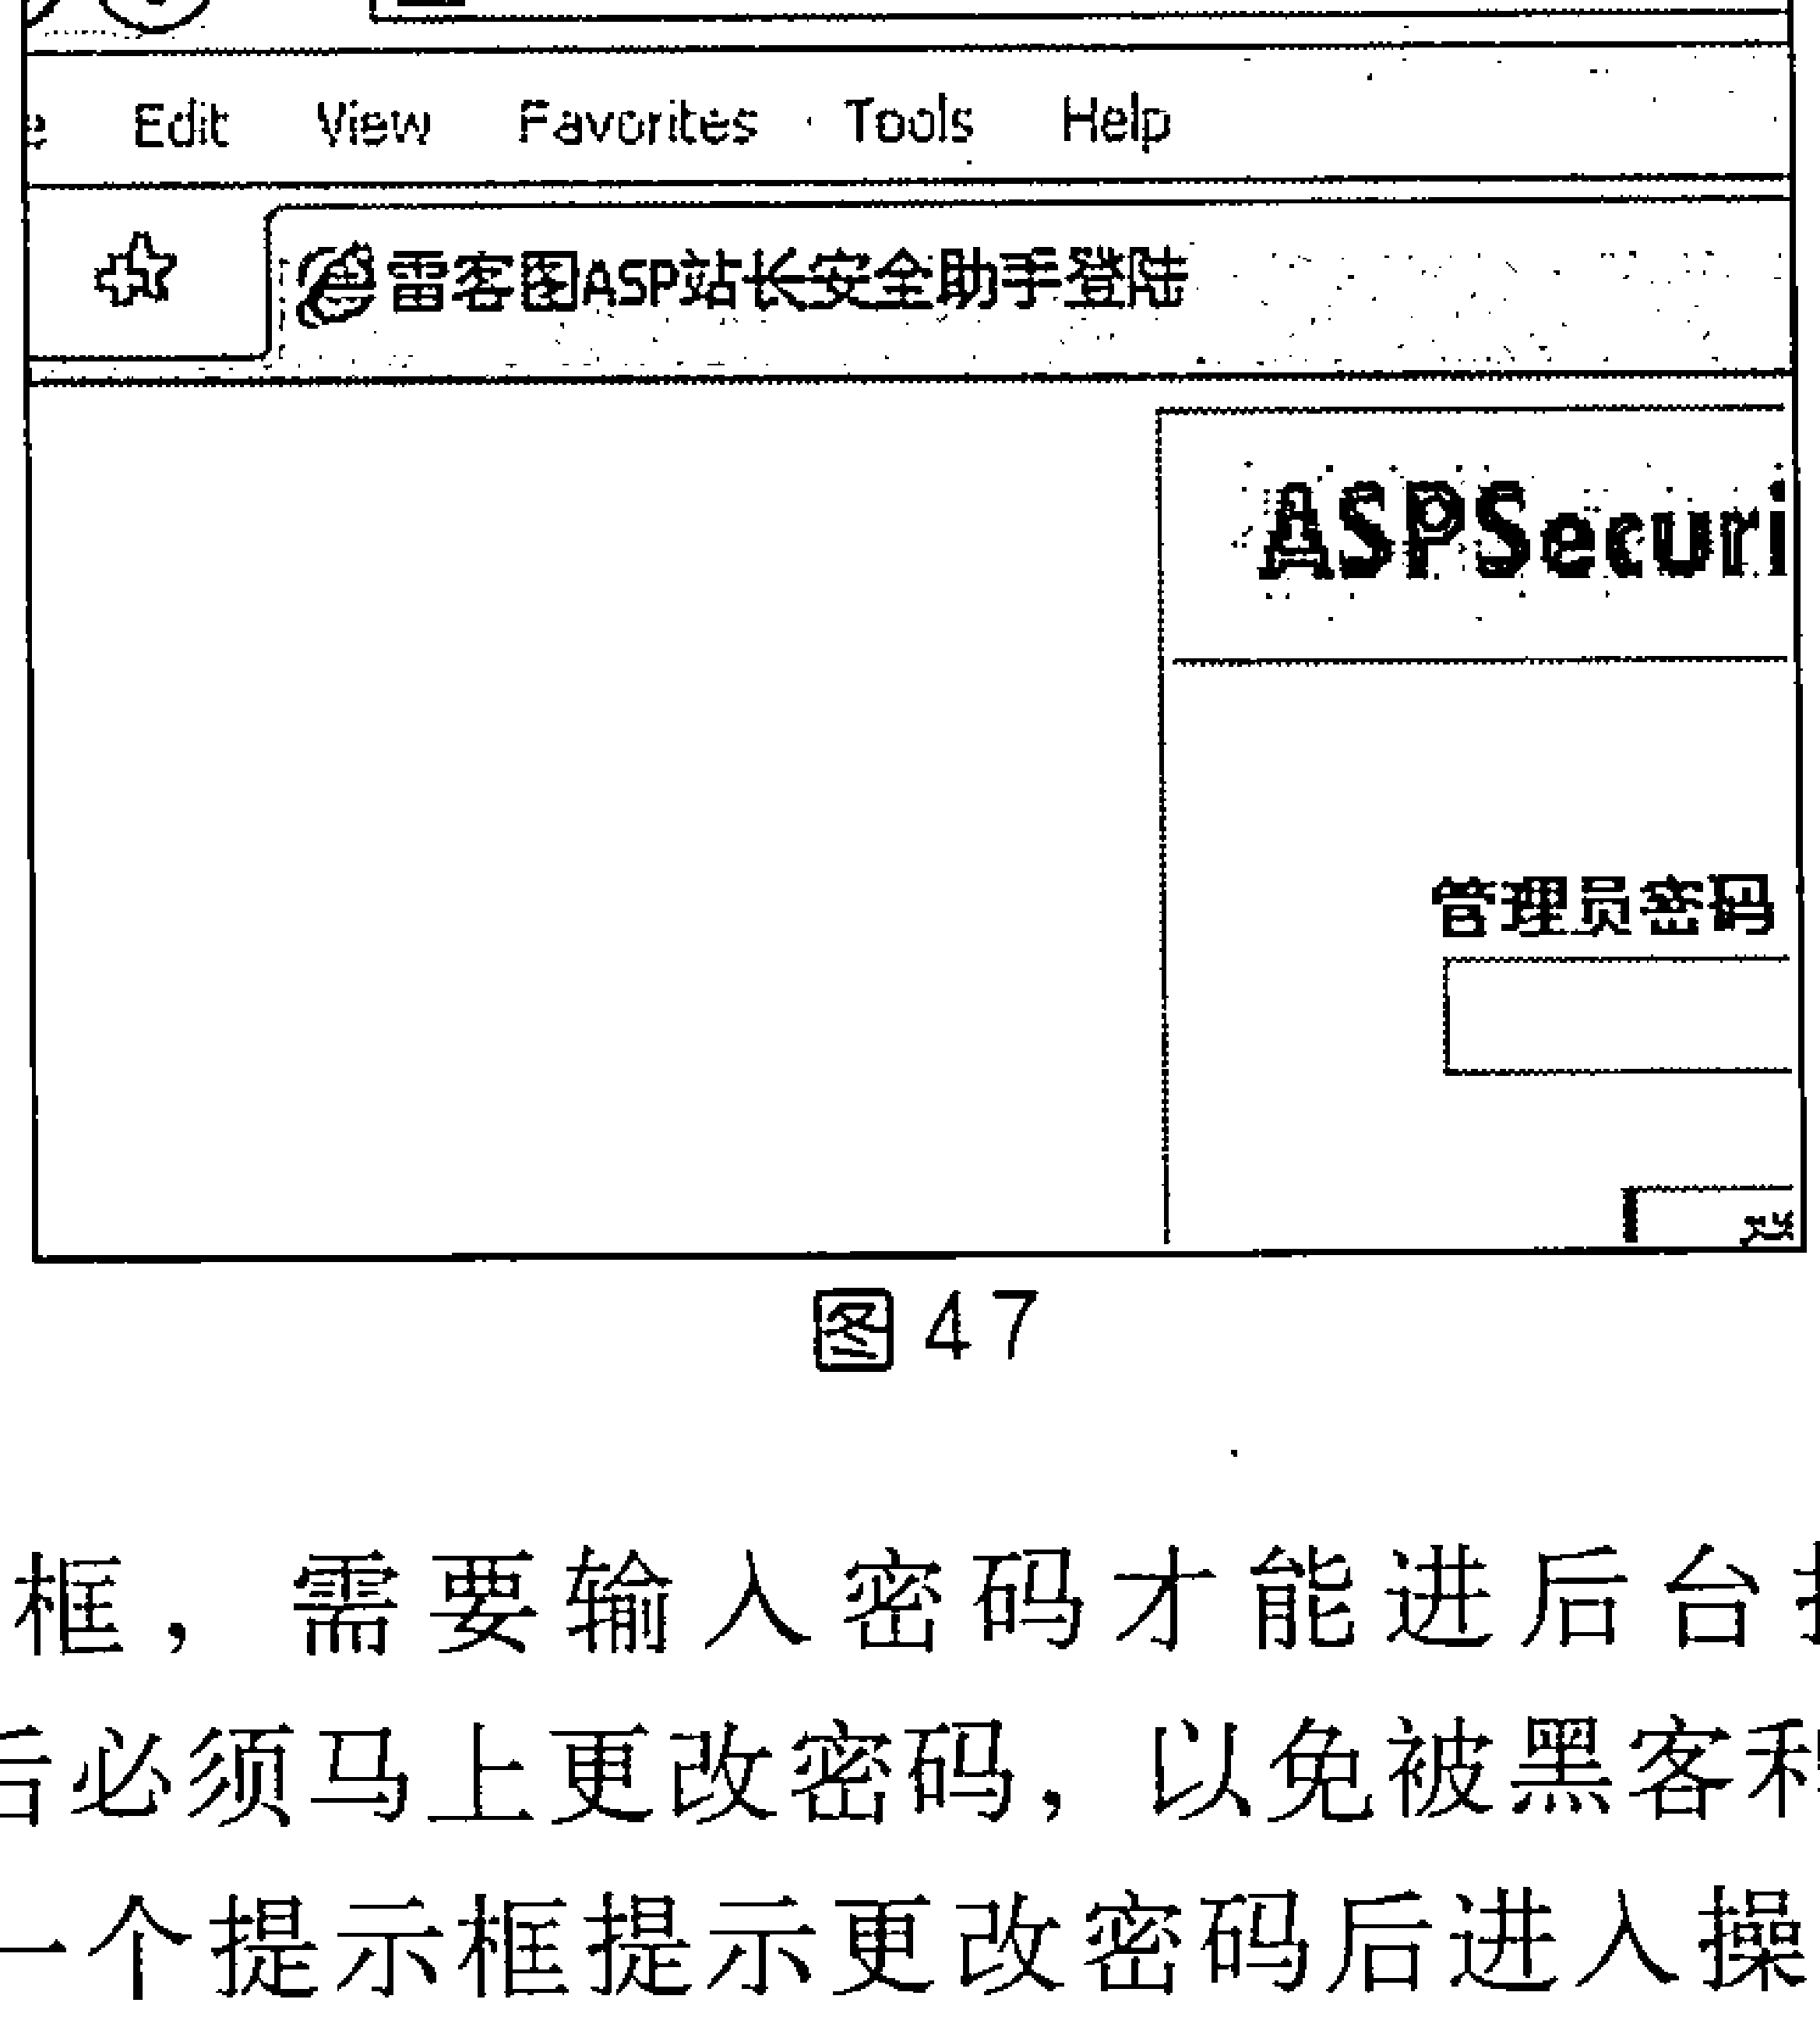 Edit View Favorites Tools Help
雷客图ASP站长安全助手登陆
ASPSecuri
管理员密码
图 47
框，需要输入密码才能进后台
后必须马上更改密码，以免被黑客利
一个提示框提示更改密码后进入操